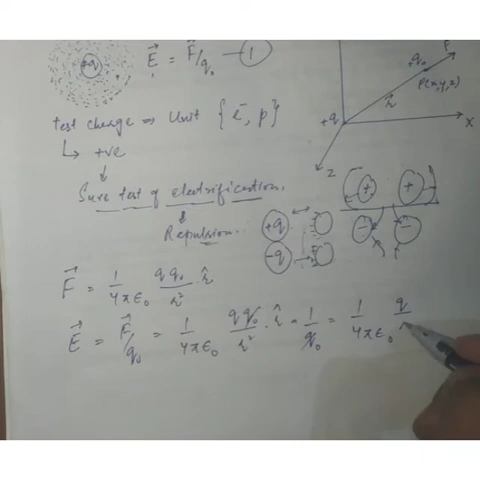 +q
E⃗ = F⃗/q₀ — 1
+q₀
F
P(x,y,z)
r⃗
+q
X
Z
Test charge ⇒ Unit {e⁻, p}
↳ +ve
↓
Sure test of electrification.
↓
Repulsion.
+ +
− −
+q
−q
F⃗ = 1/4πε₀ qq₀/r² r̂
E⃗ = F⃗/q₀ = 1/4πε₀ qq₀/r² · r̂ × 1/q₀ = 1/4πε₀ q/